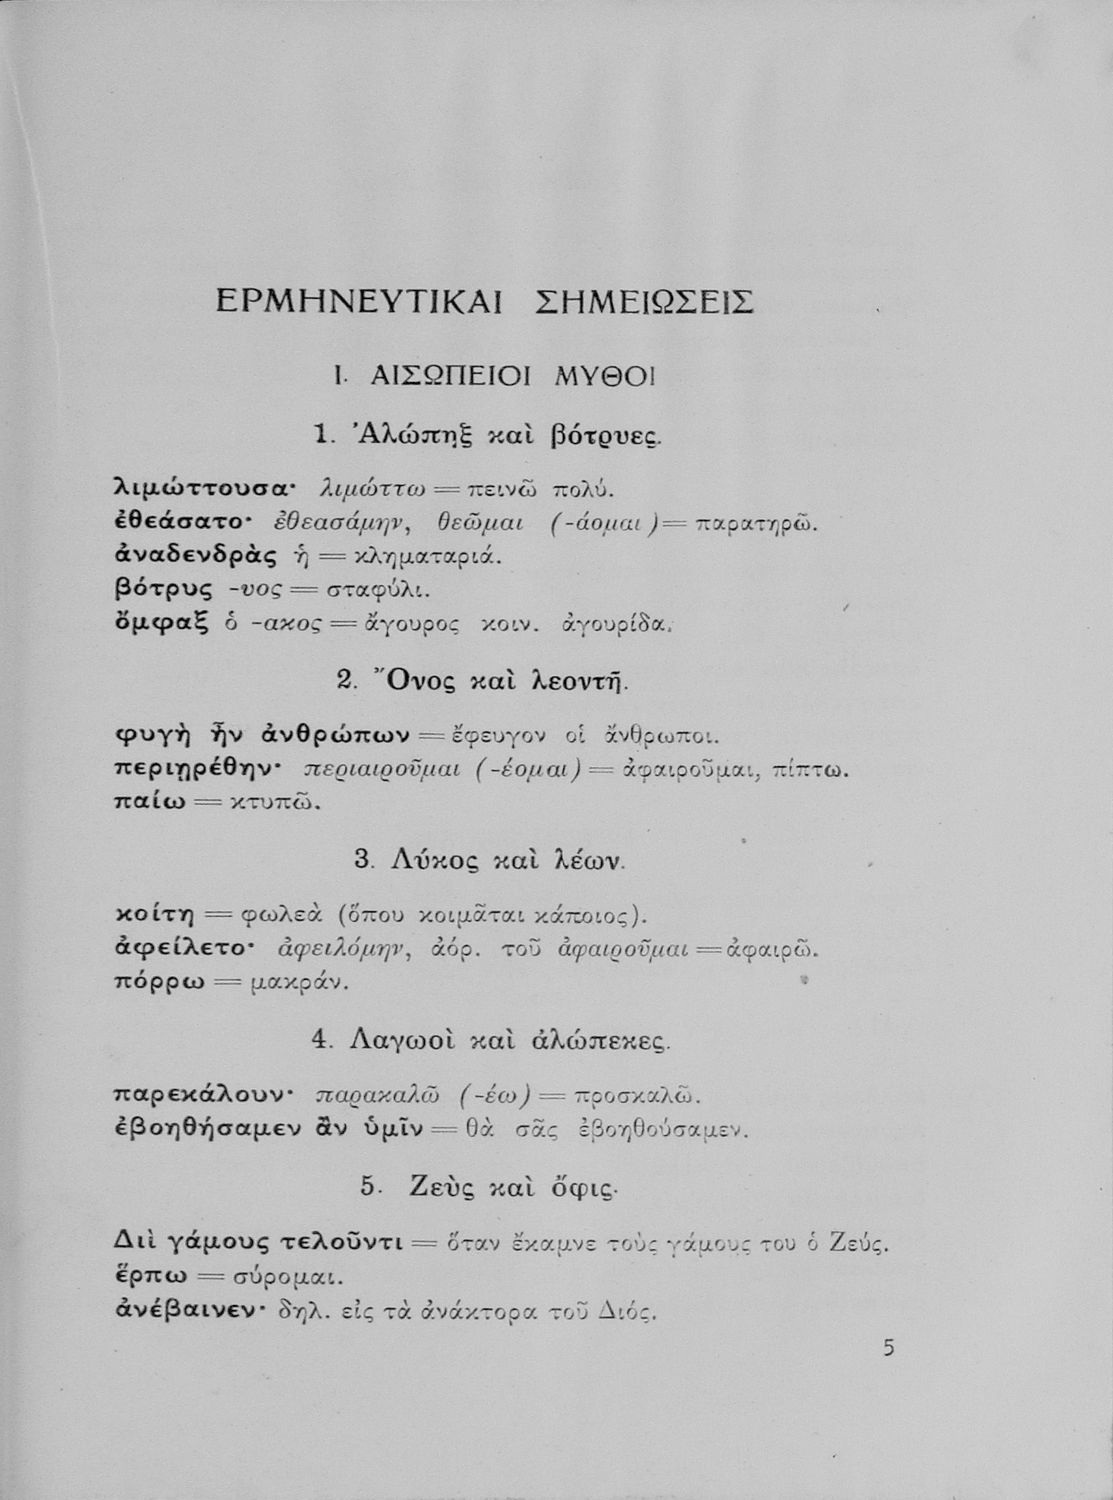 ΕΡΜΗΝΕΥΤΙΚΑΙ ΣΗΜΕΙΩΣΕΙΣ
Ι. ΑΙΣΩΠΕΙΟΙ ΜΥΘΟΙ
1. Ἀλώπηξ καὶ βότρυες.
λιμώττουσα· λιμώττω = πεινῶ πολύ.
ἐθεάσατο· ἐθεασάμην, θεῶμαι (-άομαι) = παρατηρῶ.
ἀναδενδρὰς ἡ = κληματαριά.
βότρυς -υος = σταφύλι.
ὄμφαξ ὁ -ακος = ἄγουρος κοιν. ἀγουρίδα.
2. Ὄνος καὶ λεοντῆ.
φυγὴ ἦν ἀνθρώπων = ἔφευγον οἱ ἄνθρωποι.
περιῃρέθην· περιαιροῦμαι (-έομαι) = ἀφαιροῦμαι, πίπτω.
παίω = κτυπῶ.
3. Λύκος καὶ λέων.
κοίτη = φωλεὰ (ὅπου κοιμᾶται κάποιος).
ἀφείλετο· ἀφειλόμην, ἀόρ. τοῦ ἀφαιροῦμαι = ἀφαιρῶ.
πόρρω = μακράν.
4. Λαγωοὶ καὶ ἀλώπεκες.
παρεκάλουν· παρακαλῶ (-έω) = προσκαλῶ.
ἐβοηθήσαμεν ἂν ὑμῖν = θὰ σᾶς ἐβοηθούσαμεν.
5. Ζεὺς καὶ ὄφις.
Διῒ γάμους τελοῦντι = ὅταν ἔκαμνε τοὺς γάμους του ὁ Ζεύς.
ἕρπω = σύρομαι.
ἀνέβαινεν· δηλ. εἰς τὰ ἀνάκτορα τοῦ Διός.
5